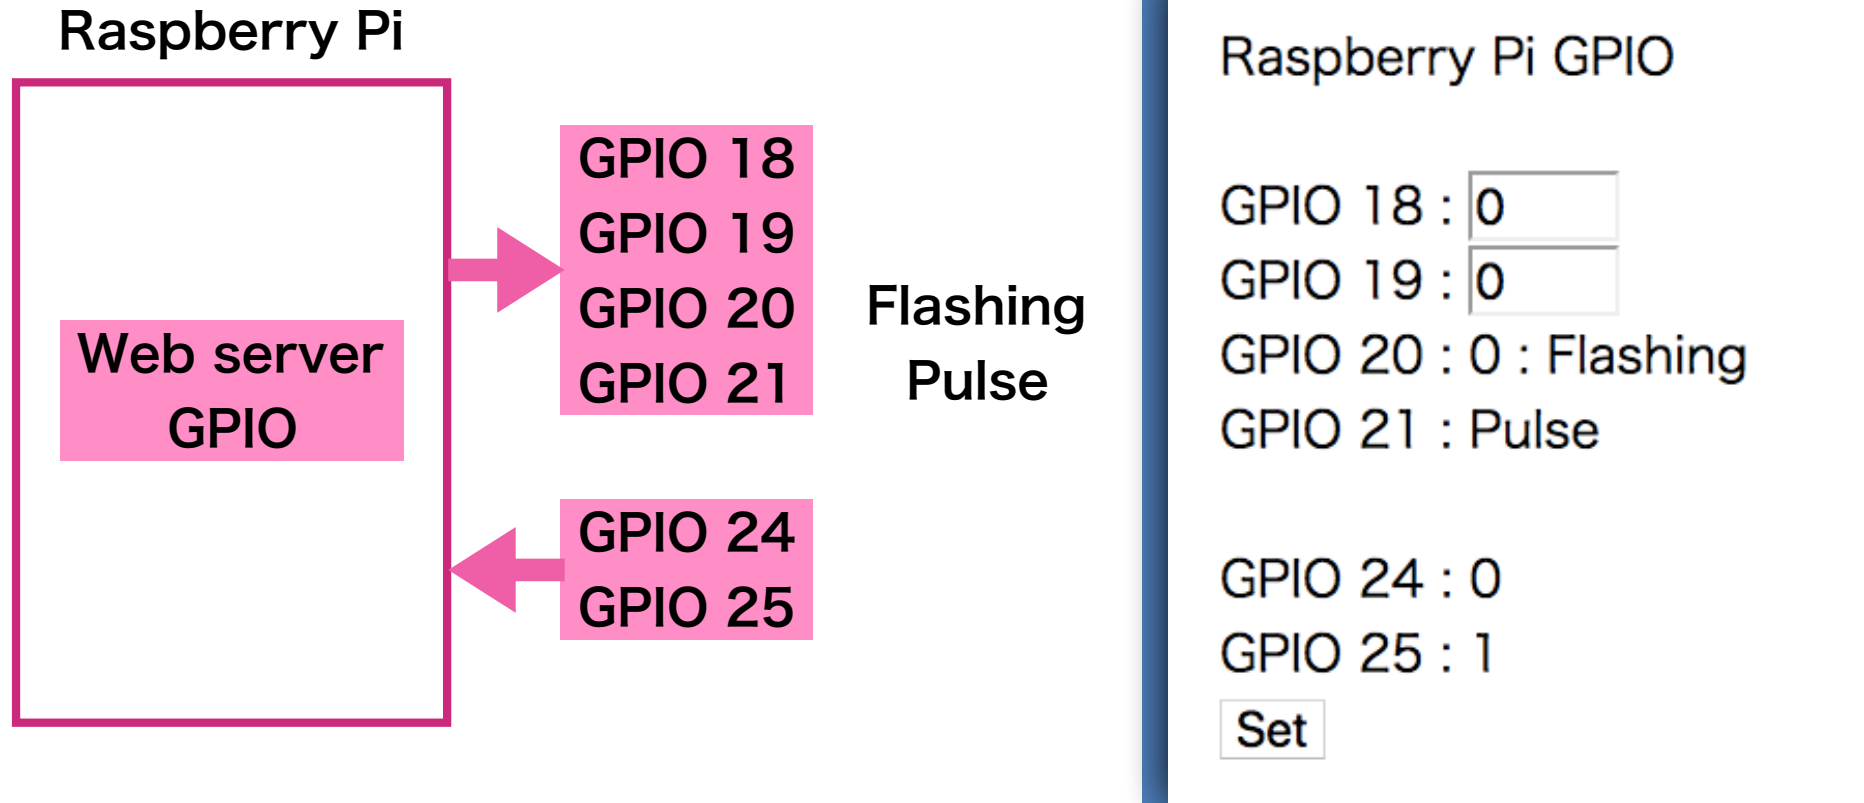 Raspberry Pi
Web server
GPIO
GPIO 18
GPIO 19
GPIO 20
GPIO 21
Flashing
Pulse
GPIO 24
GPIO 25
Raspberry Pi GPIO
GPIO 18 : 0
GPIO 19 : 0
GPIO 20 : 0 : Flashing
GPIO 21 : Pulse
GPIO 24 : 0
GPIO 25 : 1
Set